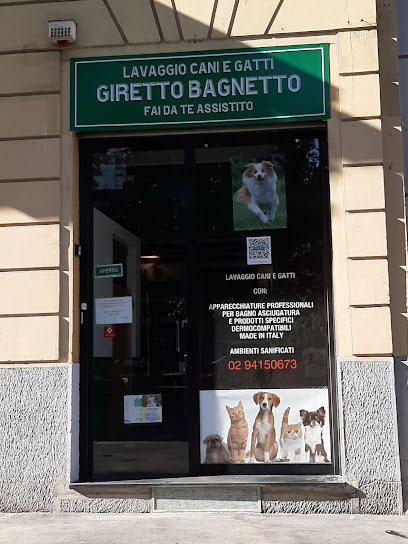 LAVAGGIO CANI E GATTI
GIRETTO BAGNETTO
FAI DA TE ASSISTITO
APERTO
LAVAGGIO CANI E GATTI
CON:
APPARECCHIATURE PROFESSIONALI
PER BAGNO ASCIUGATURA
E PRODOTTI SPECIFICI
DERMOCOMPATIBILI
MADE IN ITALY
AMBIENTI SANIFICATI
02 94150673